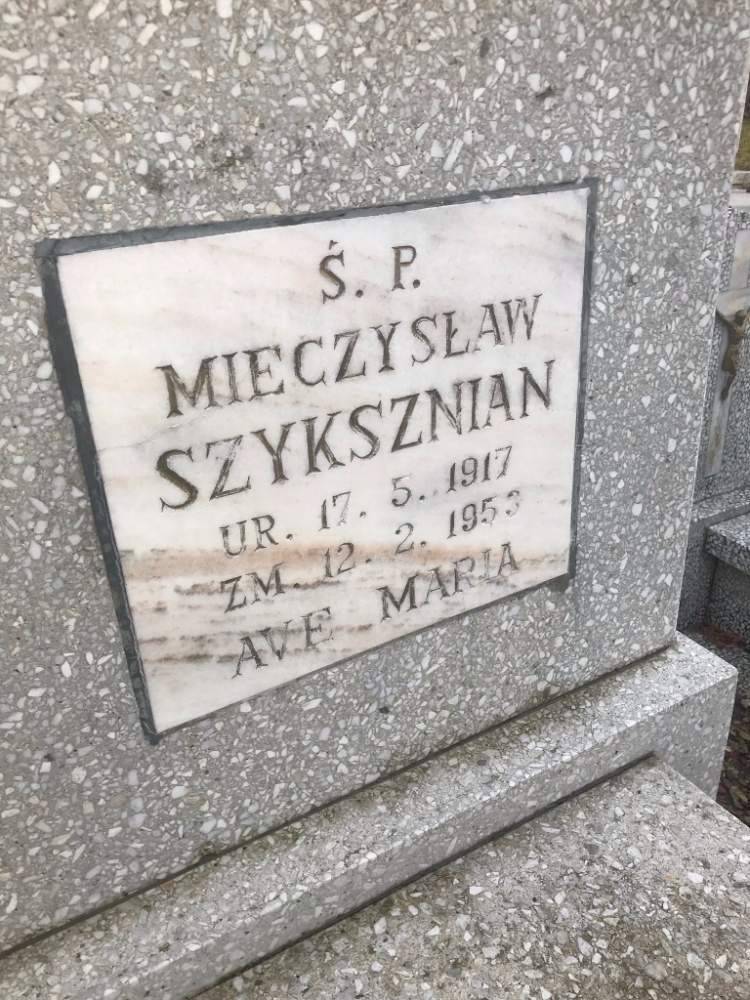 Ś. P.
MIECZYSŁAW
SZYKSZNIAN
UR. 17. 5. 1917
ZM. 12. 2. 1953
AVE MARIA